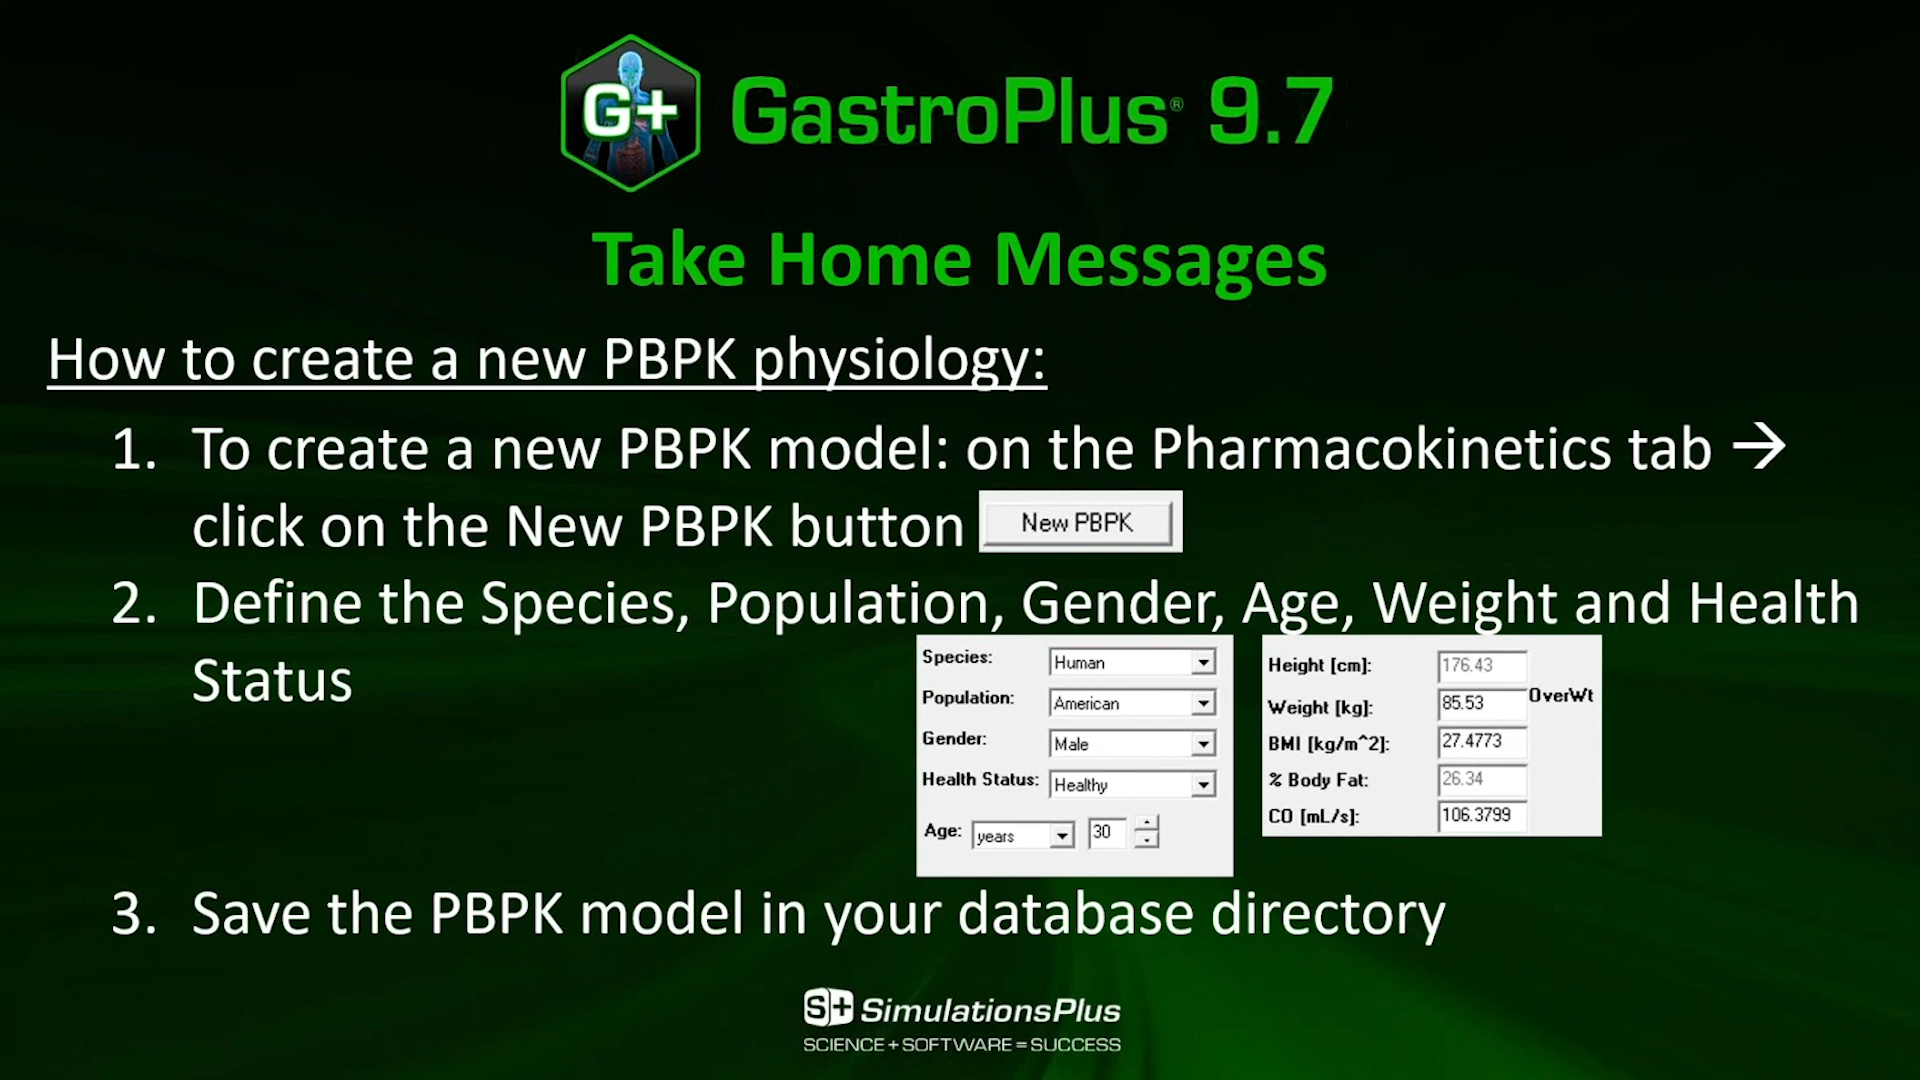 G+ GastroPlus® 9.7
Take Home Messages
How to create a new PBPK physiology:
1. To create a new PBPK model: on the Pharmacokinetics tab →
click on the New PBPK button New PBPK
2. Define the Species, Population, Gender, Age, Weight and Health
Status
Species: Human
Population: American
Gender: Male
Health Status: Healthy
Age: years 30
Height [cm]: 176.43
Weight [kg]: 85.53 OverWt
BMI [kg/m^2]: 27.4773
% Body Fat: 26.34
CO [mL/s]: 106.3799
3. Save the PBPK model in your database directory
S+ SimulationsPlus
SCIENCE+SOFTWARE=SUCCESS